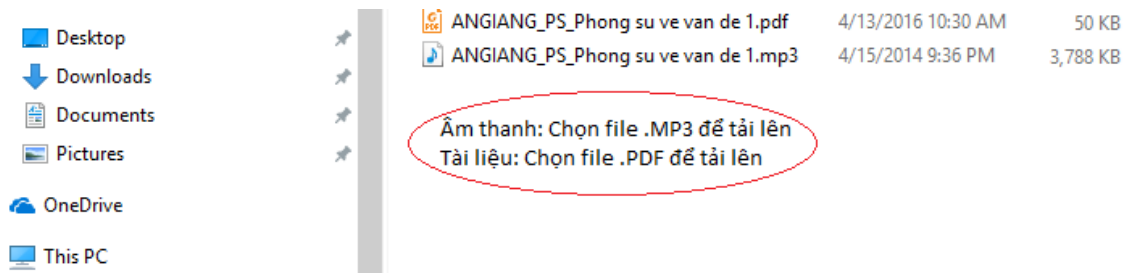 Desktop
Downloads
Documents
Pictures
OneDrive
This PC
ANGIANG_PS_Phong su ve van de 1.pdf 4/13/2016 10:30 AM 50 KB
ANGIANG_PS_Phong su ve van de 1.mp3 4/15/2014 9:36 PM 3,788 KB
Âm thanh: Chọn file .MP3 để tải lên
Tài liệu: Chọn file .PDF để tải lên